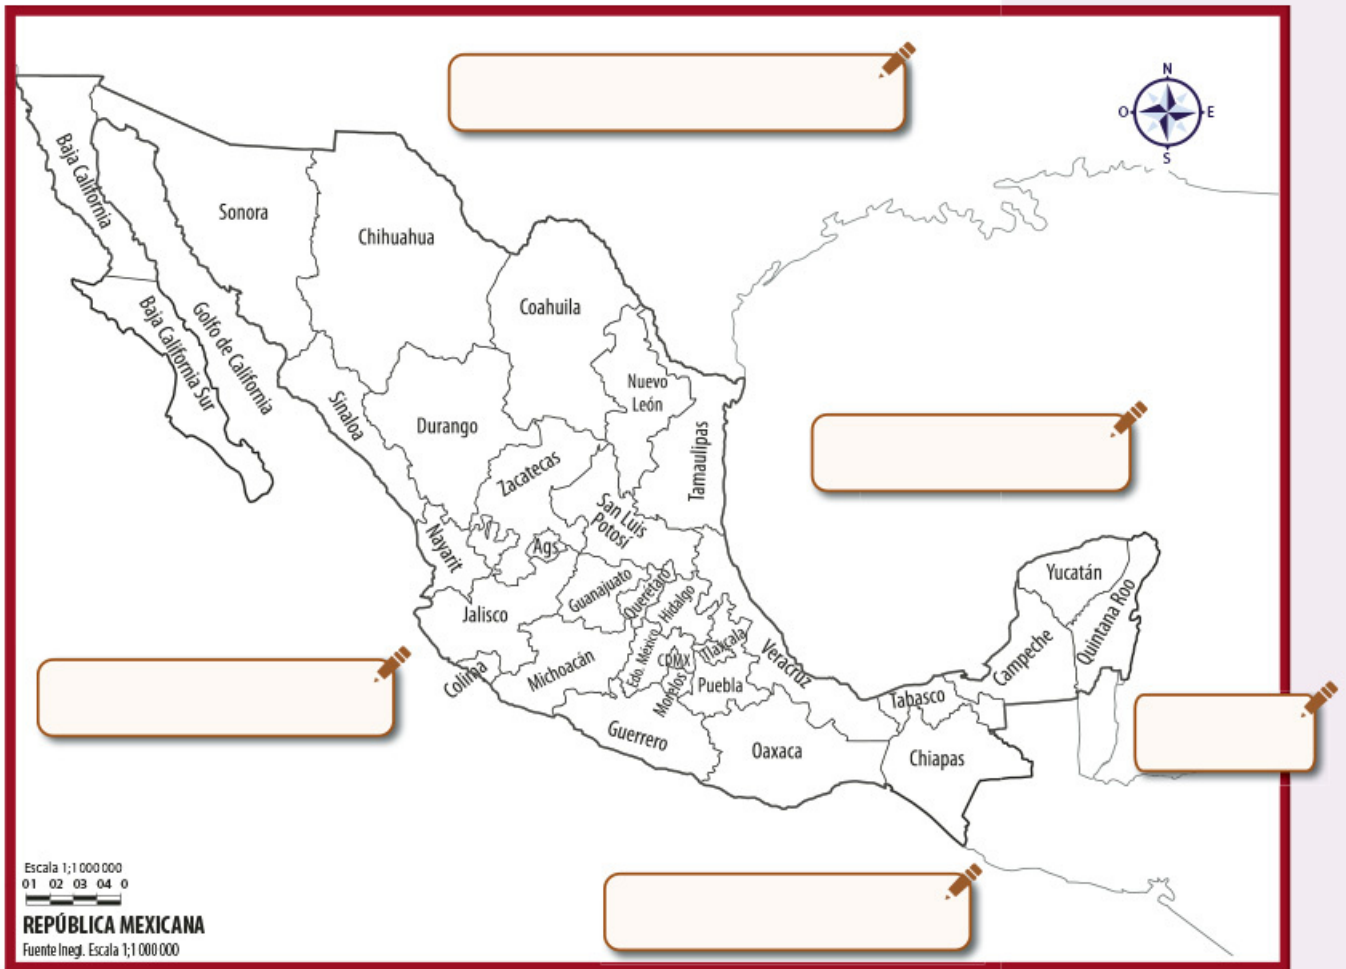 N
O
E
S
Baja California
Sonora
Chihuahua
Coahuila
Baja California Sur
Golfo de California
Nuevo
León
Sinaloa
Durango
Tamaulipas
Zacatecas
San Luis
Potosí
Nayarit
Ags
Yucatán
Guanajuato
Querétaro
Hidalgo
Quintana Roo
Jalisco
Campeche
Edo. México
CDMX
Tlaxcala
Veracruz
Colima
Michoacán
Morelos
Puebla
Tabasco
Guerrero
Oaxaca
Chiapas
Escala 1;1 000 000
01 02 03 04 0
REPÚBLICA MEXICANA
Fuente Inegi. Escala 1;1 000 000